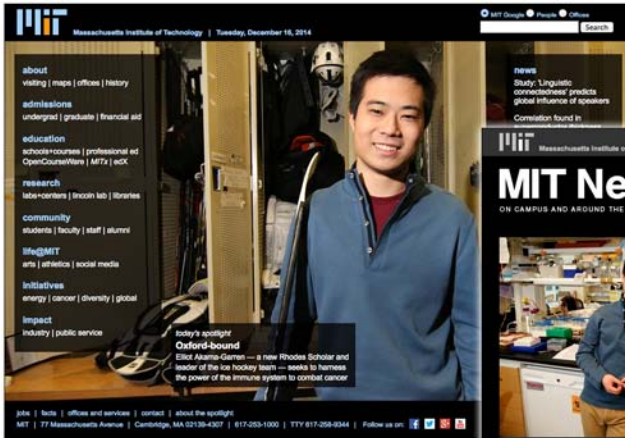 MIT
Massachusetts Institute of Technology | Tuesday, December 16, 2014
MIT Google People Offices
Search
about
visiting | maps | offices | history
admissions
undergrad | graduate | financial aid
education
schools+courses | professional ed
OpenCourseWare | MITx | edX
research
labs+centers | lincoln lab | libraries
community
students | faculty | staff | alumni
life@MIT
arts | athletics | social media
initiatives
energy | cancer | diversity | global
impact
industry | public service
today's spotlight
Oxford-bound
Elliot Akama-Garren — a new Rhodes Scholar and
leader of the ice hockey team — seeks to harness
the power of the immune system to combat cancer
news
Study: 'Linguistic
connectedness' predicts
global influence of speakers
Correlation found in
MIT
Massachusetts Institute o
MIT Ne
ON CAMPUS AND AROUND THE
jobs | facts | offices and services | contact | about the spotlight
MIT | 77 Massachusetts Avenue | Cambridge, MA 02139-4307 | 617-253-1000 | TTY 617-258-9344 | Follow us on: